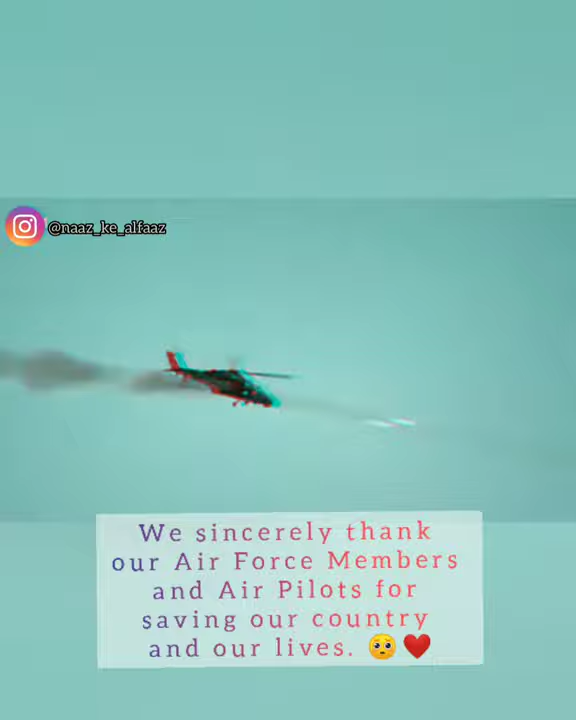 @naaz_ke_alfaaz
We sincerely thank
our Air Force Members
and Air Pilots for
saving our country
and our lives. 🥺❤️